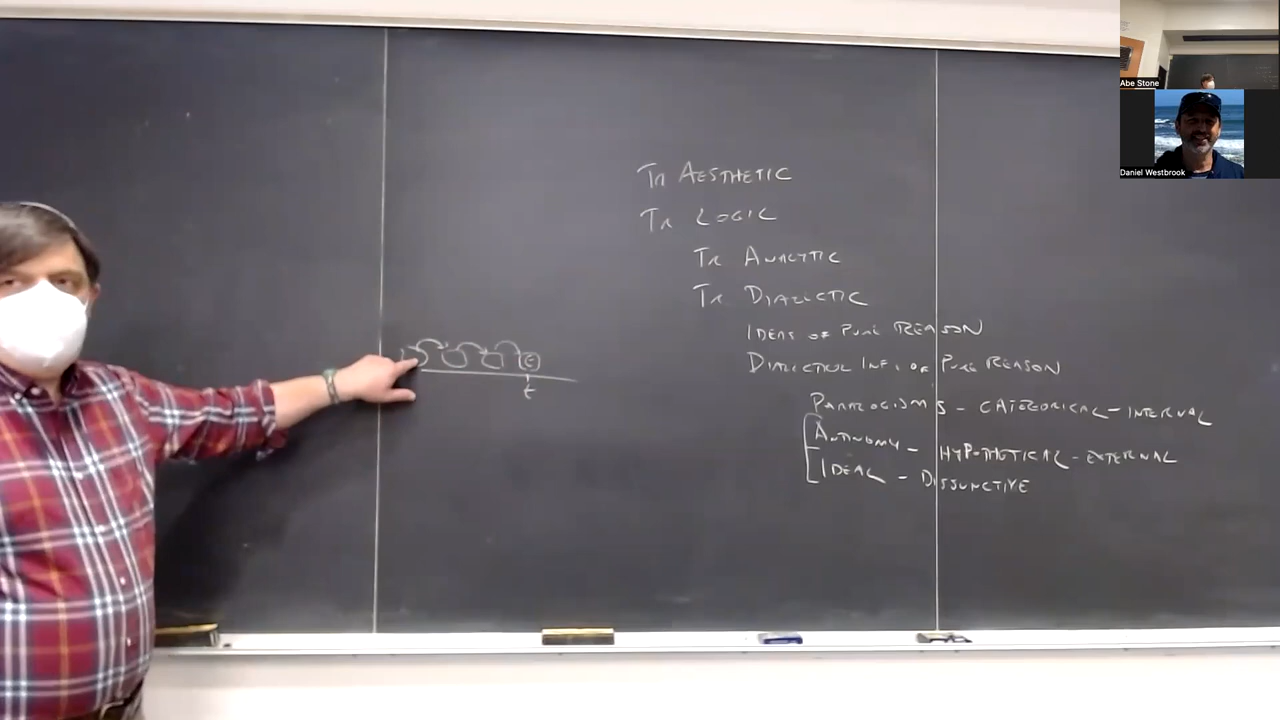 Abe Stone
Daniel Westbrook
Tr AESTHETIC
Tr LOGIC
Tr ANALYTIC
Tr DIALECTIC
IDEAS OF PURE REASON
DIALECTICAL INF. OF PURE REASON
PARALOGISMS - CATEGORICAL - INTERNAL
ANTINOMY - HYPOTHETICAL - EXTERNAL
IDEAL - DISJUNCTIVE
t